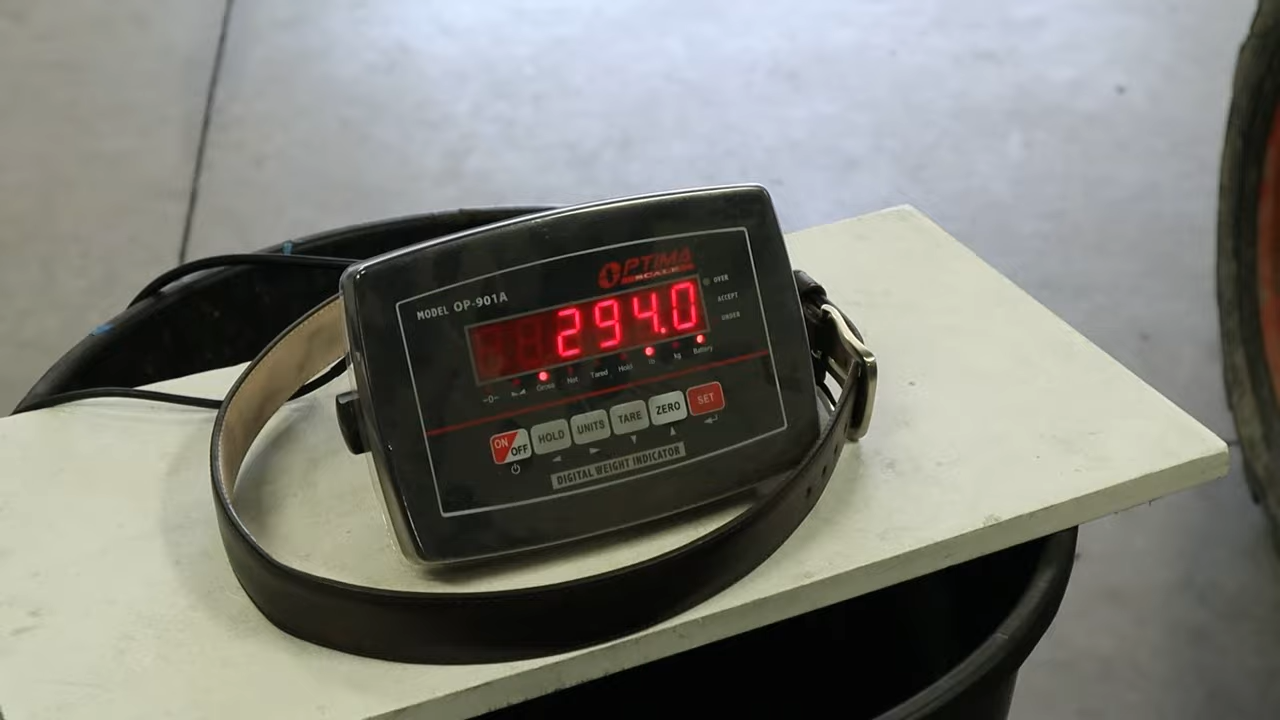 OPTIMA
SCALE
MODEL OP-901A
294.0
OVER
ACCEPT
UNDER
-0- Gross Net Tared Hold lb kg Battery
ON OFF HOLD UNITS TARE ZERO SET
DIGITAL WEIGHT INDICATOR